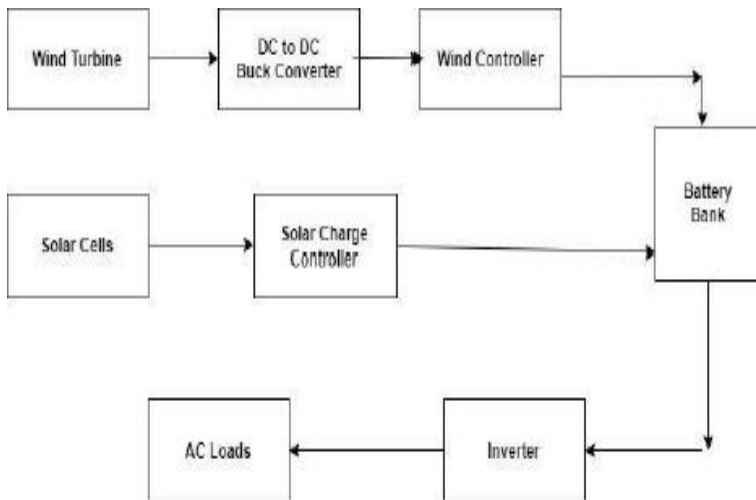 Wind Turbine
DC to DC
Buck Converter
Wind Controller
Battery
Bank
Solar Cells
Solar Charge
Controller
AC Loads
Inverter